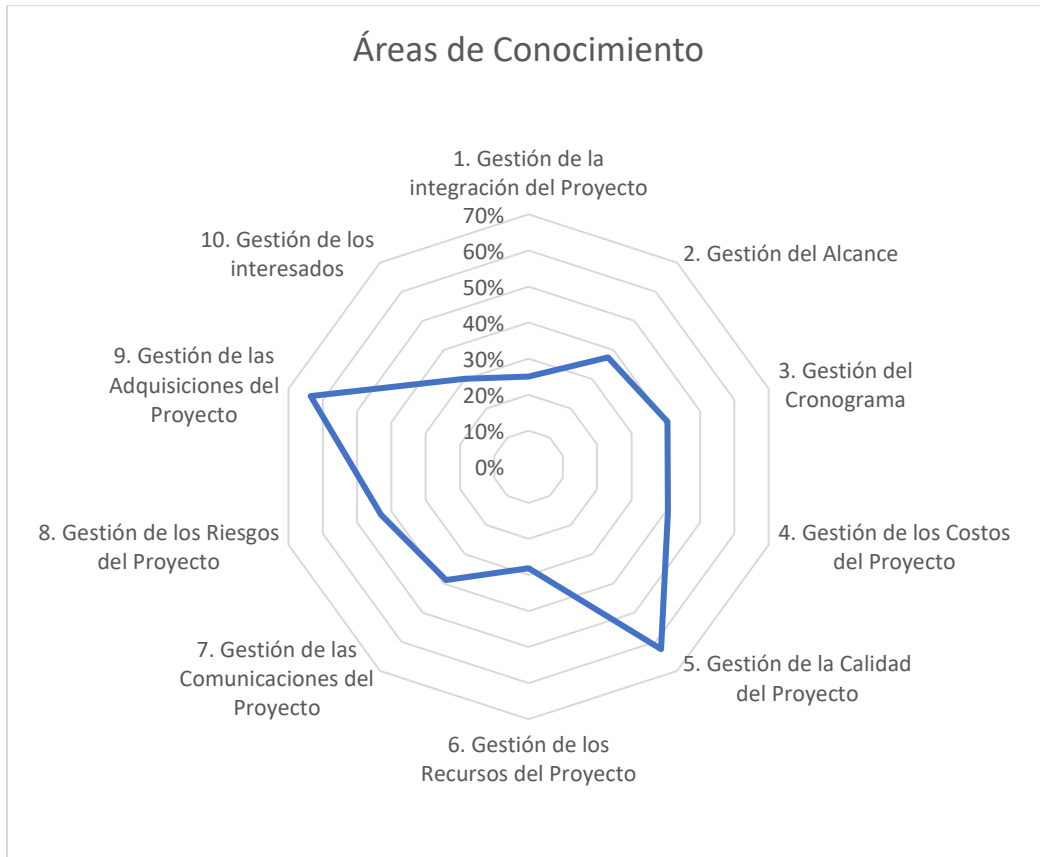 Áreas de Conocimiento
1. Gestión de la
integración del Proyecto
70%
60%
50%
40%
30%
20%
10%
0%
2. Gestión del Alcance
3. Gestión del
Cronograma
4. Gestión de los Costos
del Proyecto
5. Gestión de la Calidad
del Proyecto
6. Gestión de los
Recursos del Proyecto
7. Gestión de las
Comunicaciones del
Proyecto
8. Gestión de los Riesgos
del Proyecto
9. Gestión de las
Adquisiciones del
Proyecto
10. Gestión de los
interesados